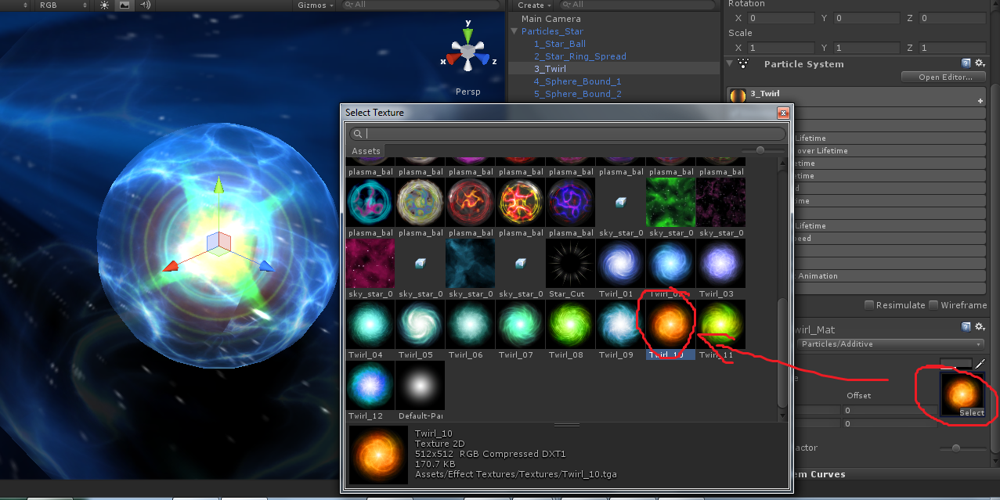 RGB
Gizmos
All
Create
All
Rotation
X 0 Y 0 Z 0
Scale
X 1 Y 1 Z 1
Main Camera
Particles_Star
1_Star_Ball
2_Star_Ring_Spread
3_Twirl
4_Sphere_Bound_1
5_Sphere_Bound_2
y
x
z
Persp
Particle System
Open Editor...
3_Twirl
Select Texture
Assets
plasma_bal plasma_bal plasma_bal plasma_bal plasma_bal plasma_bal plasma_bal plasma_bal
plasma_bal plasma_bal plasma_bal plasma_bal plasma_bal sky_star_0 sky_star_0 sky_star_0
sky_star_0 sky_star_0 sky_star_0 sky_star_0 Star_Cut Twirl_01 Twirl_02 Twirl_03
Twirl_04 Twirl_05 Twirl_06 Twirl_07 Twirl_08 Twirl_09 Twirl_10 Twirl_11
Twirl_12 Default-Par
Twirl_10
Texture 2D
512x512 RGB Compressed DXT1
170.7 KB
Assets/Effect Textures/Textures/Twirl_10.tga
Lifetime
over Lifetime
etime
time
d
ime
Lifetime
peed
Animation
Resimulate Wireframe
wirl_Mat
Particles/Additive
Offset
0
0
Select
actor
em Curves